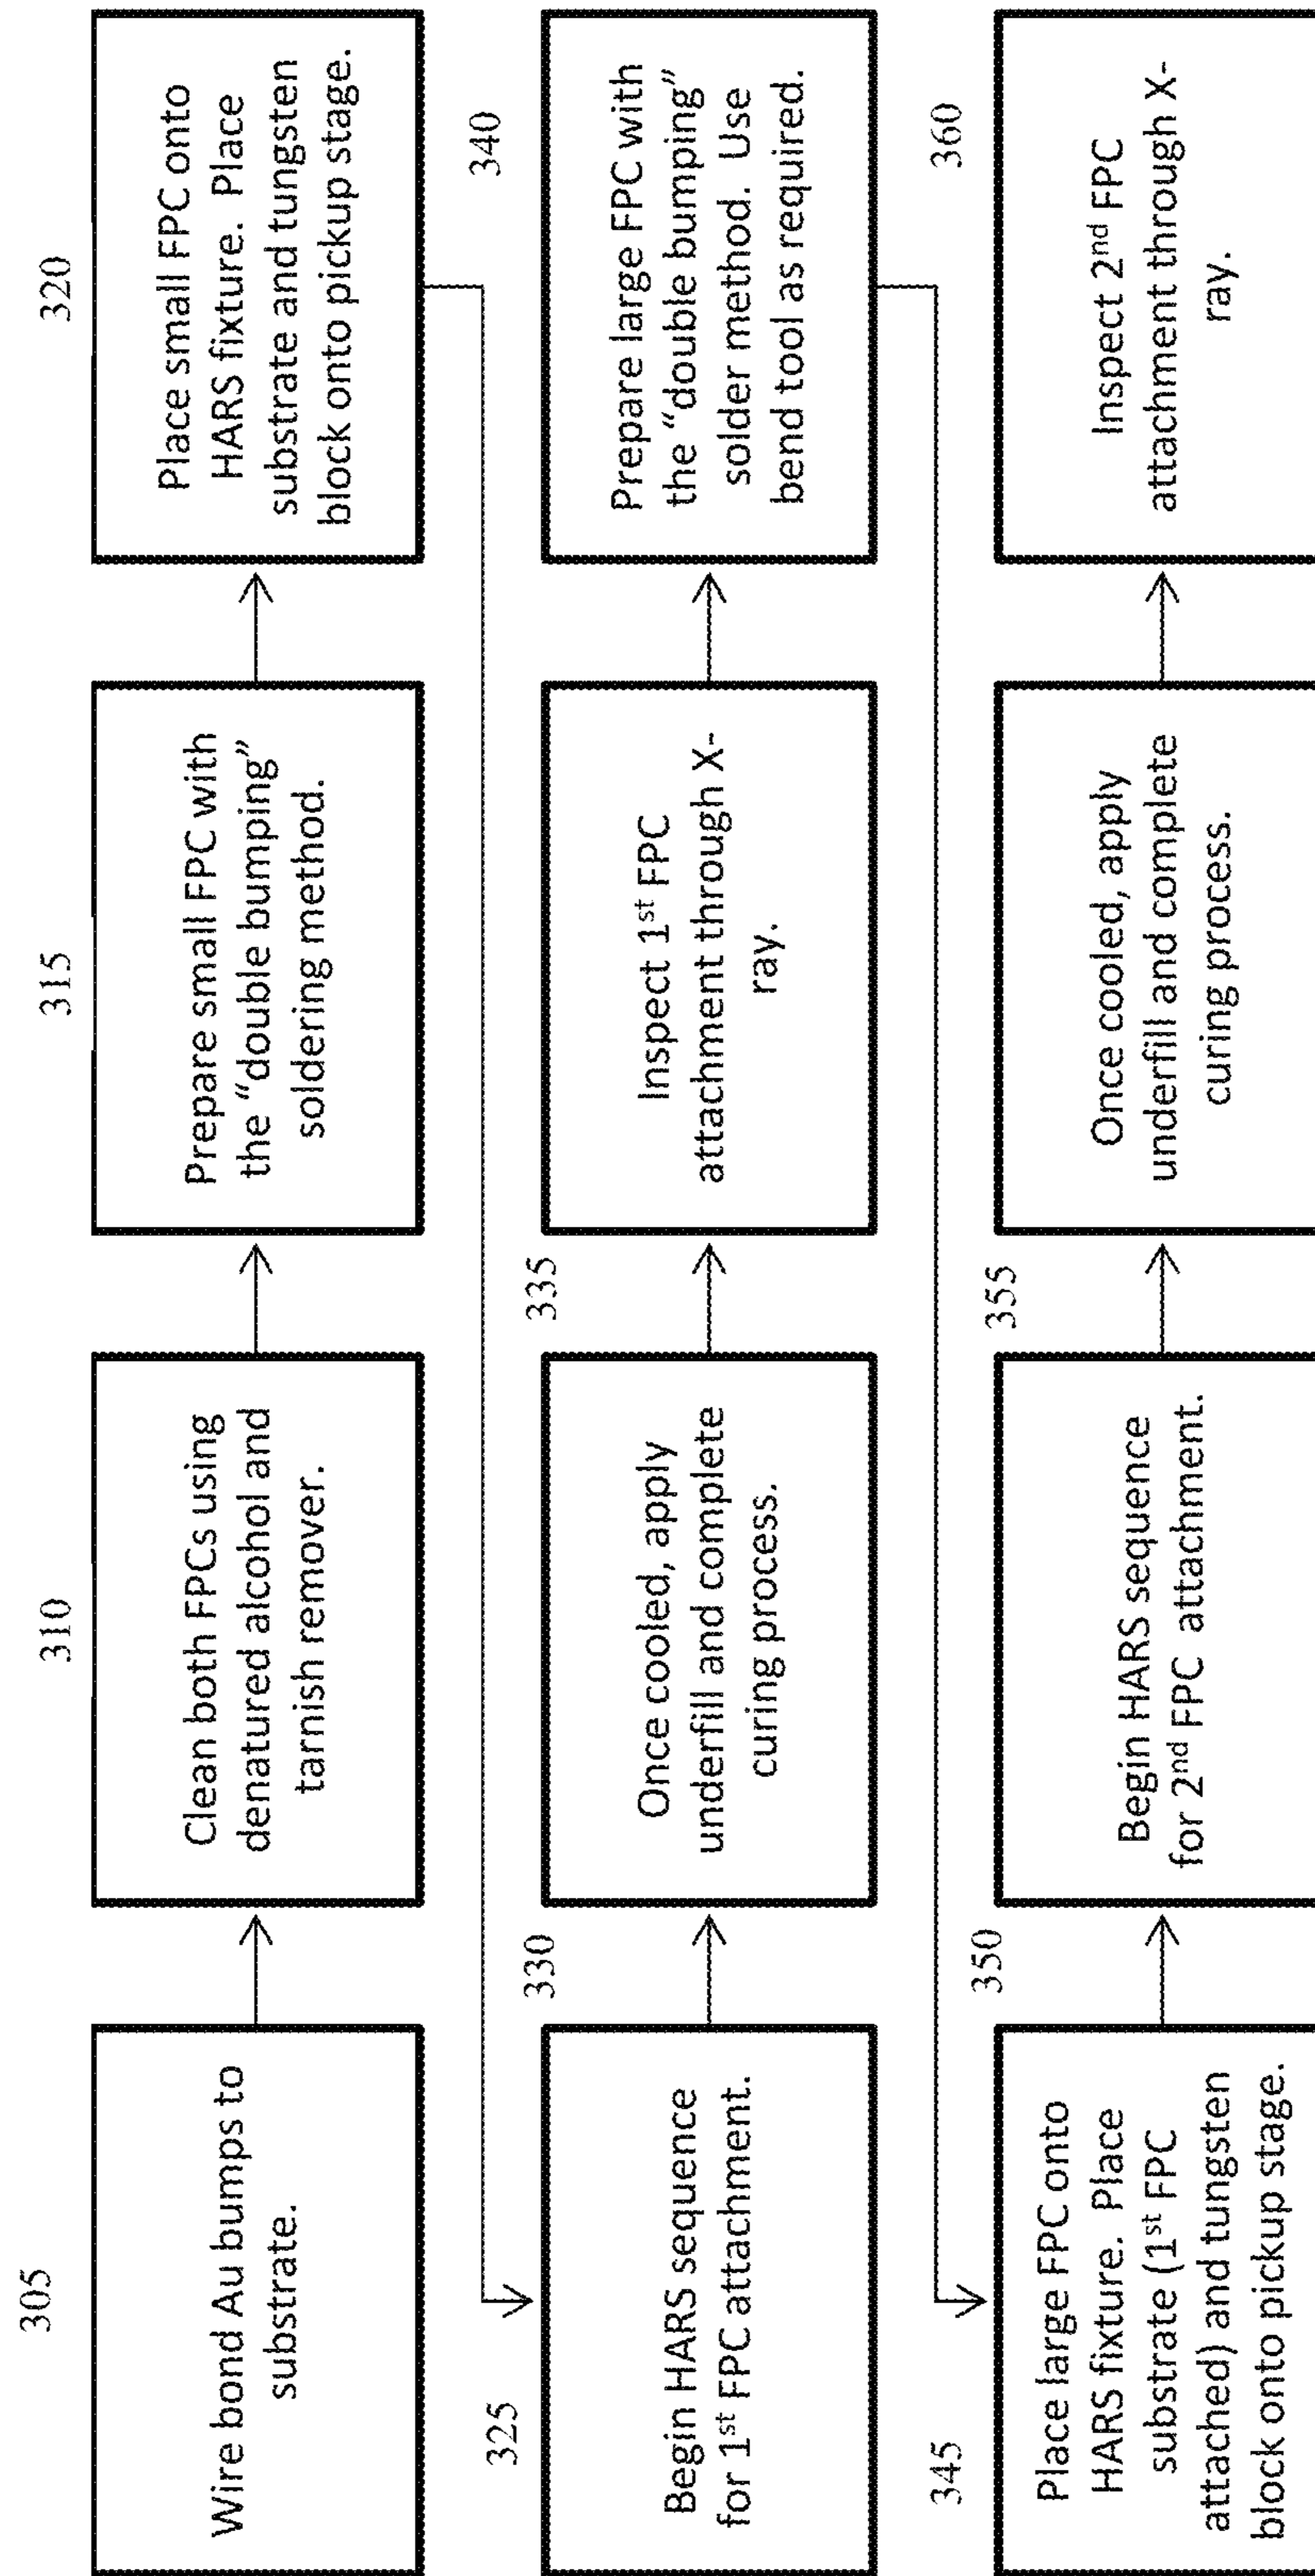 305
Wire bond Au bumps to
substrate.
310
Clean both FPCs using
denatured alcohol and
tarnish remover.
315
Prepare small FPC with
the “double bumping”
soldering method.
320
Place small FPC onto
HARS fixture. Place
substrate and tungsten
block onto pickup stage.
325
Begin HARS sequence
for 1st FPC attachment.
330
Once cooled, apply
underfill and complete
curing process.
335
Inspect 1st FPC
attachment through X-
ray.
340
Prepare large FPC with
the “double bumping”
solder method. Use
bend tool as required.
345
Place large FPC onto
HARS fixture. Place
substrate (1st FPC
attached) and tungsten
block onto pickup stage.
350
Begin HARS sequence
for 2nd FPC attachment.
355
Once cooled, apply
underfill and complete
curing process.
360
Inspect 2nd FPC
attachment through X-
ray.